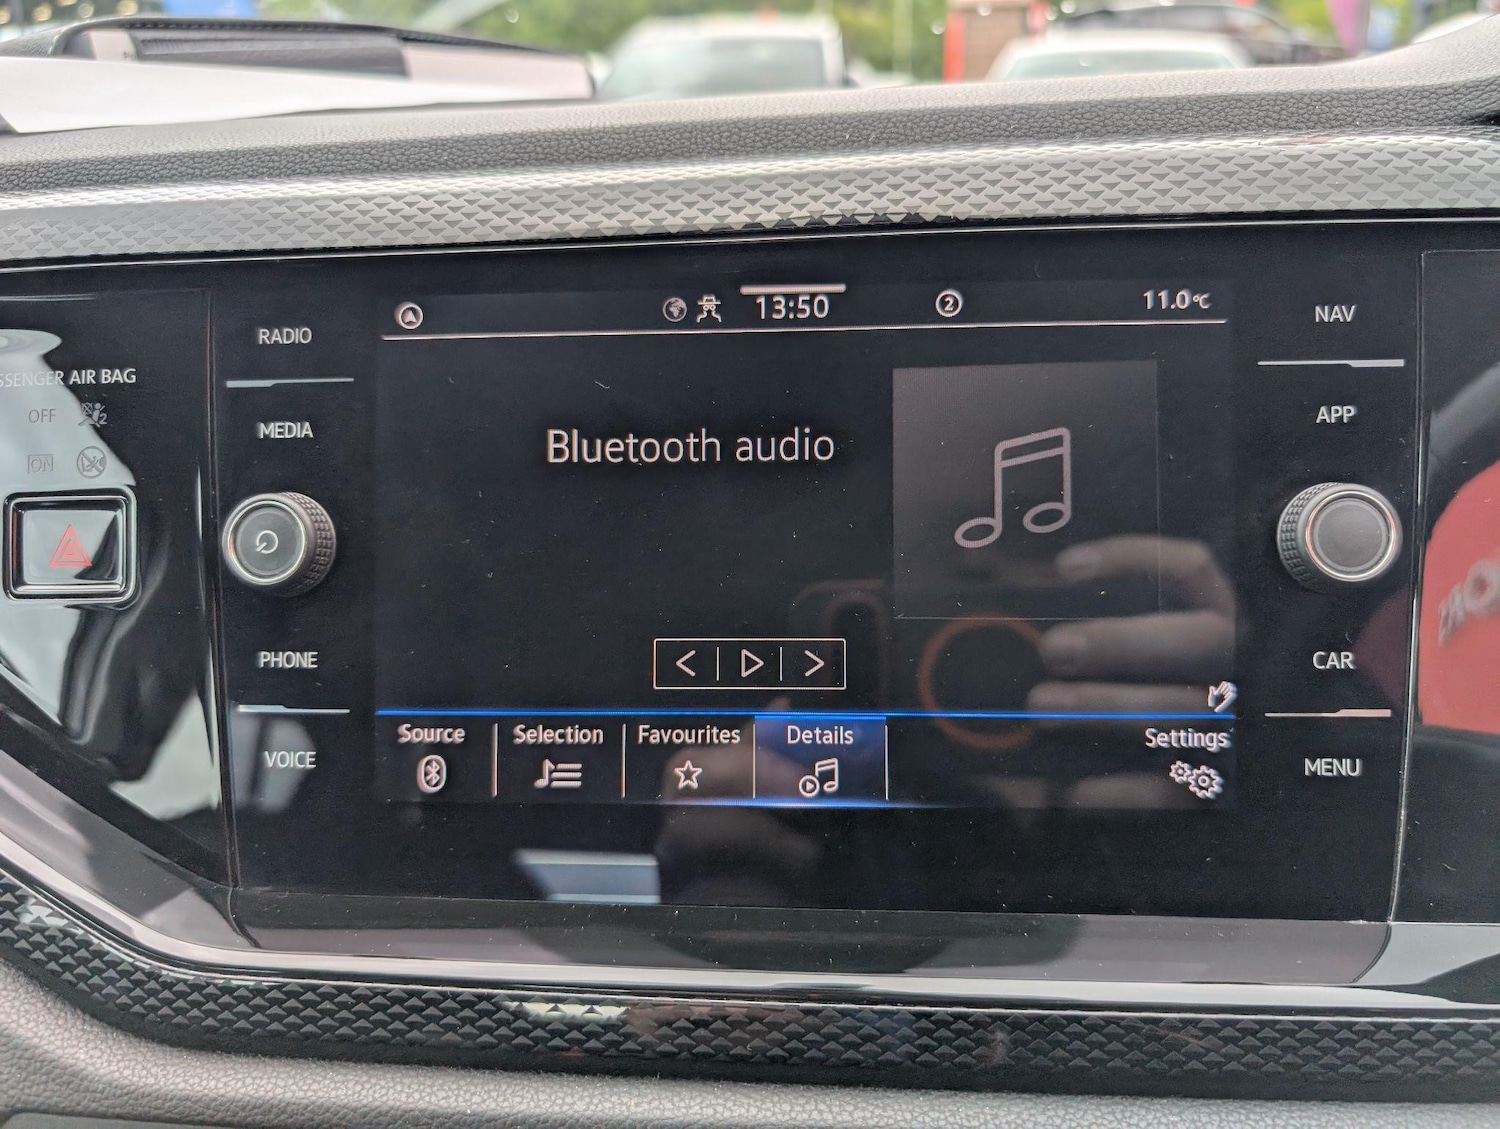 13:50
2
11.0°C
RADIO
MEDIA
PHONE
VOICE
NAV
APP
CAR
MENU
AIR BAG
OFF
ON
Bluetooth audio
Source
Selection
Favourites
Details
Settings